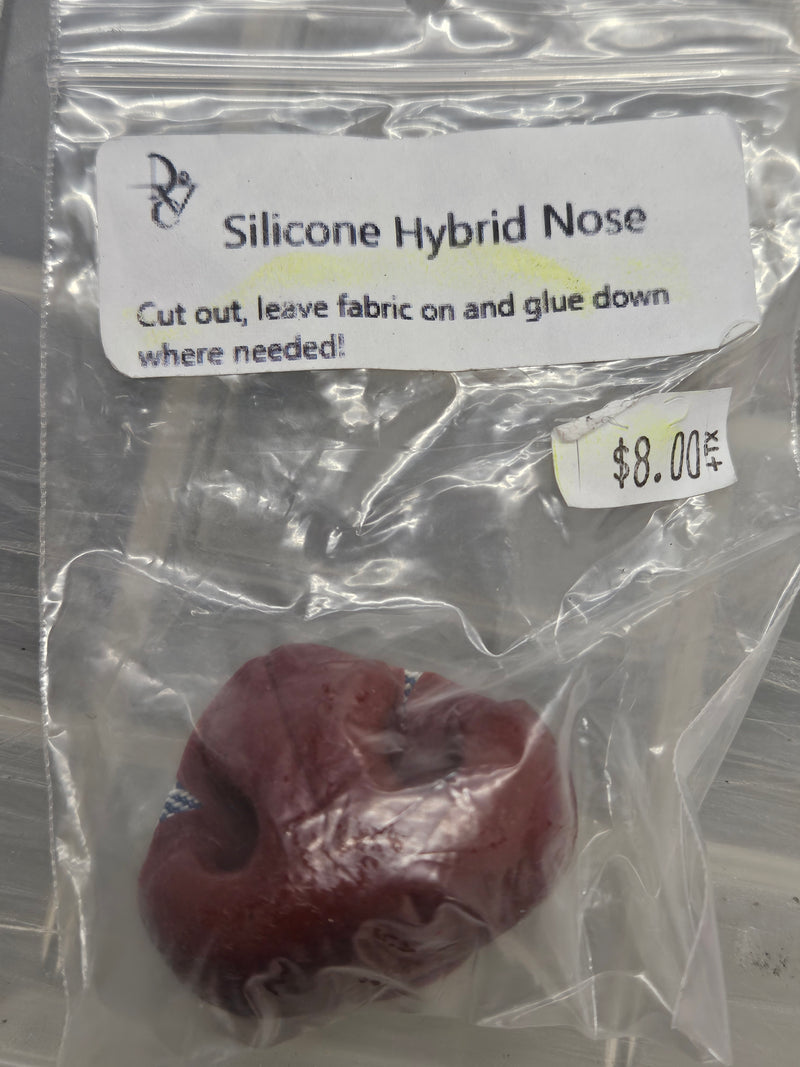 Silicone Hybrid Nose
Cut out, leave fabric on and glue down
where needed!
$8.00+TX